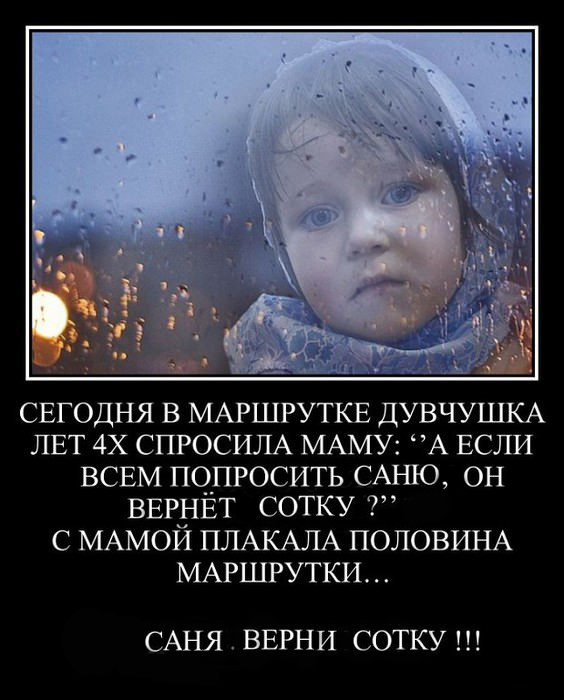 СЕГОДНЯ В МАРШРУТКЕ ДУВЧУШКА
ЛЕТ 4Х СПРОСИЛА МАМУ: ‘’А ЕСЛИ
ВСЕМ ПОПРОСИТЬ САНЮ, ОН
ВЕРНЁТ СОТКУ ?’’
С МАМОЙ ПЛАКАЛА ПОЛОВИНА
МАРШРУТКИ...
САНЯ . ВЕРНИ СОТКУ !!!